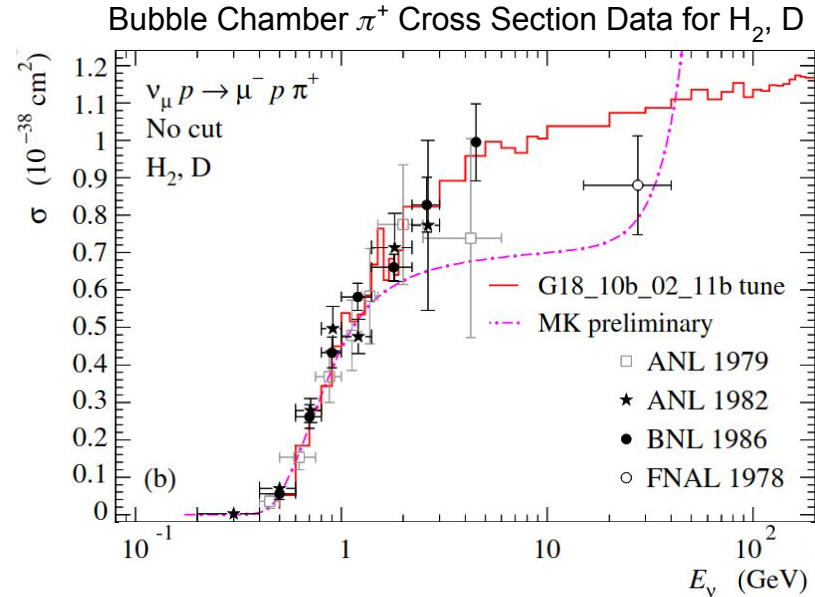 Bubble Chamber π⁺ Cross Section Data for H₂, D
σ (10⁻³⁸ cm²)
1.2
1.1
1
0.9
0.8
0.7
0.6
0.5
0.4
0.3
0.2
0.1
0
ν_μ p → μ⁻ p π⁺
No cut
H₂, D
G18_10b_02_11b tune
MK preliminary
ANL 1979
ANL 1982
BNL 1986
FNAL 1978
(b)
10⁻¹ 1 10 10²
E_ν (GeV)